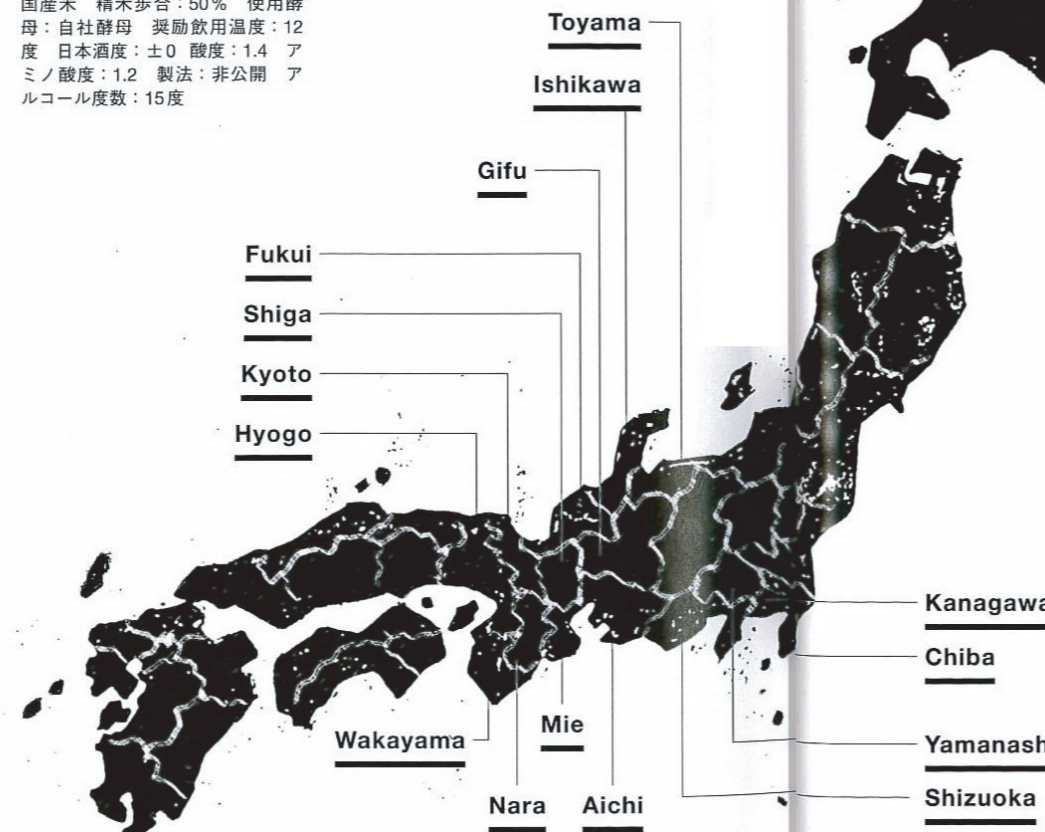 国産米　精米歩合：50%　使用酵
母：自社酵母　奨励飲用温度：12
度　日本酒度：±0　酸度：1.4　ア
ミノ酸度：1.2　製法：非公開　ア
ルコール度数：15度
Toyama
Ishikawa
Gifu
Fukui
Shiga
Kyoto
Hyogo
Kanagawa
Chiba
Wakayama
Mie
Yamanash
Nara
Aichi
Shizuoka